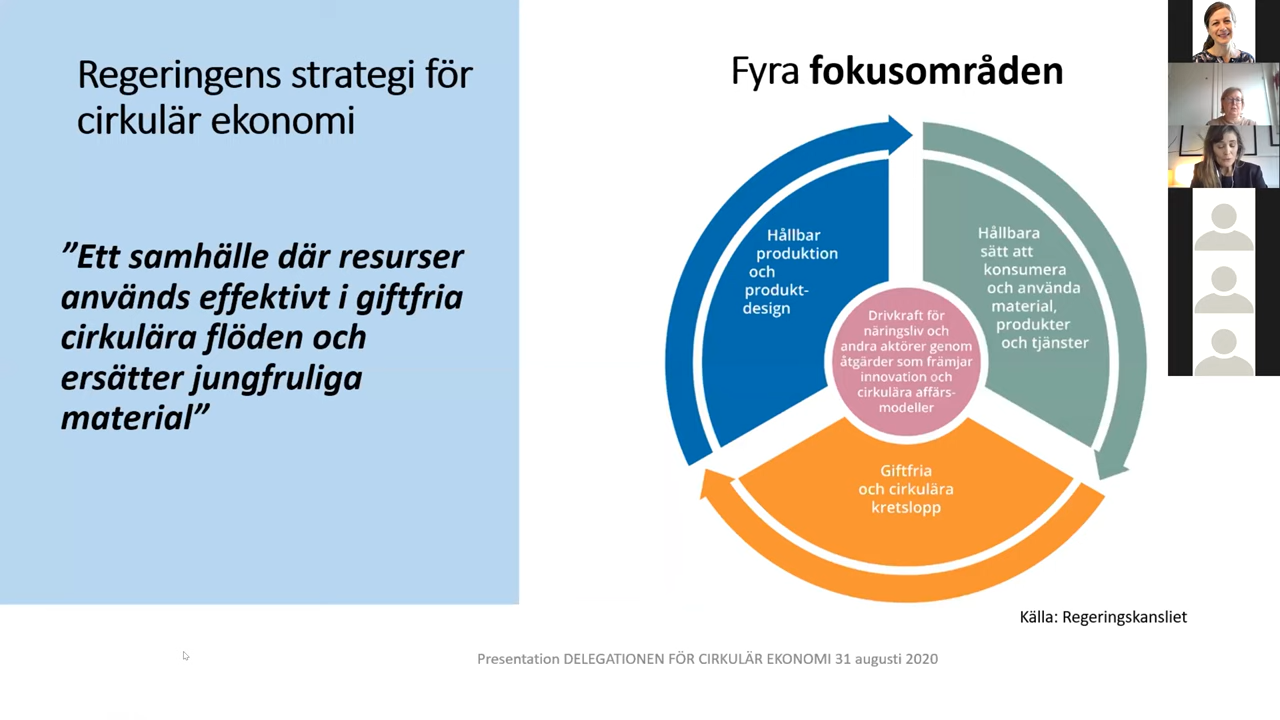 Regeringens strategi för
cirkulär ekonomi
”Ett samhälle där resurser
används effektivt i giftfria
cirkulära flöden och
ersätter jungfruliga
material”
Fyra fokusområden
Hållbar
produktion
och
produkt-
design
Hållbara
sätt att
konsumera
och använda
material,
produkter
och tjänster
Drivkraft för
näringsliv och
andra aktörer genom
åtgärder som främjar
innovation och
cirkulära affärs-
modeller
Giftfria
och cirkulära
kretslopp
Källa: Regeringskansliet
Presentation DELEGATIONEN FÖR CIRKULÄR EKONOMI 31 augusti 2020